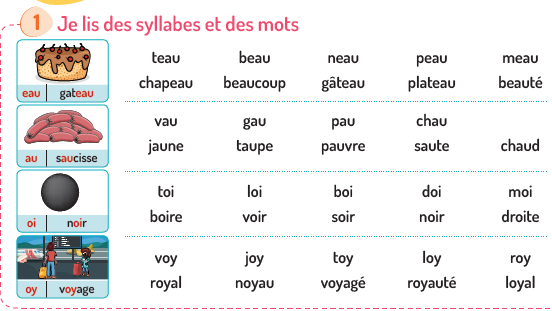 1 Je lis des syllabes et des mots
eau gateau
teau beau neau peau meau
chapeau beaucoup gâteau plateau beauté
au saucisse
vau gau pau chau
jaune taupe pauvre saute chaud
oi noir
toi loi boi doi moi
boire voir soir noir droite
oy voyage
voy joy toy loy roy
royal noyau voyagé royauté loyal